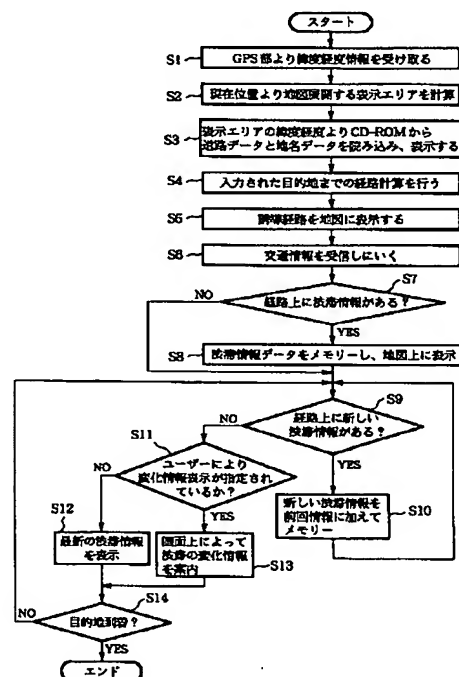 スタート
S1 GPS部より緯度経度情報を受け取る
S2 現在位置より地図展開する表示エリアを計算
S3 表示エリアの緯度経度よりCD-ROMから
道路データと地名データを読み込み、表示する
S4 入力された目的地までの経路計算を行う
S5 誘導経路を地図に表示する
S6 交通情報を受信しにいく
S7
NO 経路上に渋滞情報がある？
YES
S8 渋滞情報データをメモリーし、地図上に表示
S9
NO 経路上に新しい
渋滞情報がある？
YES
S10 新しい渋滞情報を
前回情報に加えて
メモリー
S11
NO ユーザーにより
変化情報表示が指定され
ているか？
YES
S12
最新の渋滞情報
を表示
画面上によって
渋滞の変化情報
を案内
S13
S14
NO 目的地到着？
YES
エンド